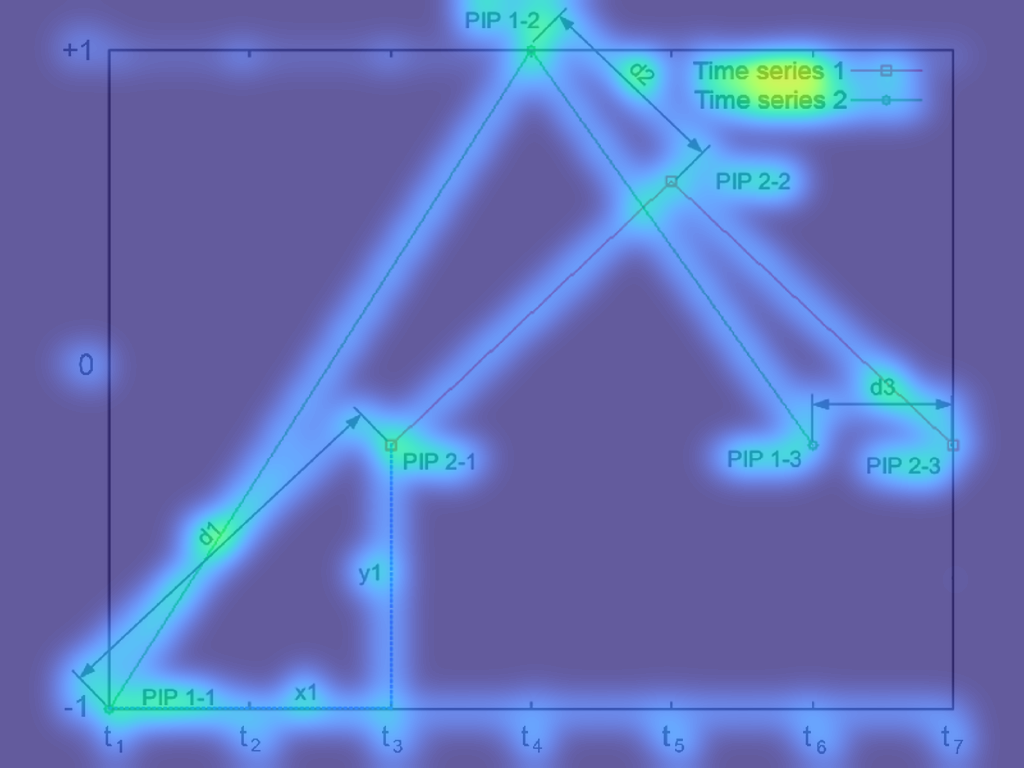 PIP 1-2
+1
d2
Time series 1
Time series 2
PIP 2-2
0
d3
PIP 2-1
PIP 1-3
PIP 2-3
d1
y1
PIP 1-1
x1
-1
t1 t2 t3 t4 t5 t6 t7